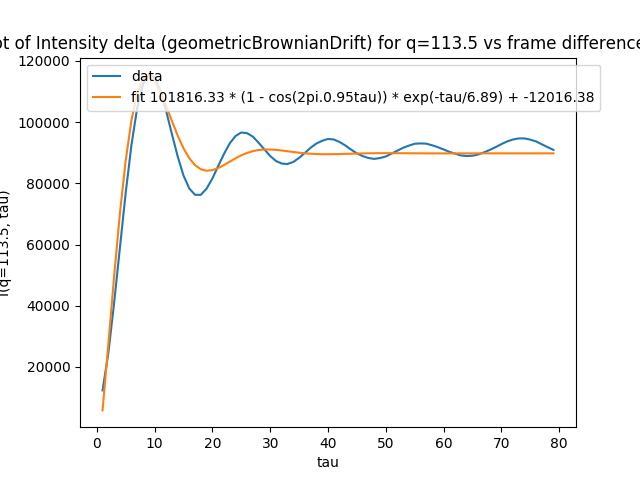 ot of Intensity delta (geometricBrownianDrift) for q=113.5 vs frame difference
data
fit 101816.33 * (1 - cos(2pi.0.95tau)) * exp(-tau/6.89) + -12016.38
120000
100000
80000
60000
40000
20000
I(q=113.5, tau)
0 10 20 30 40 50 60 70 80
tau